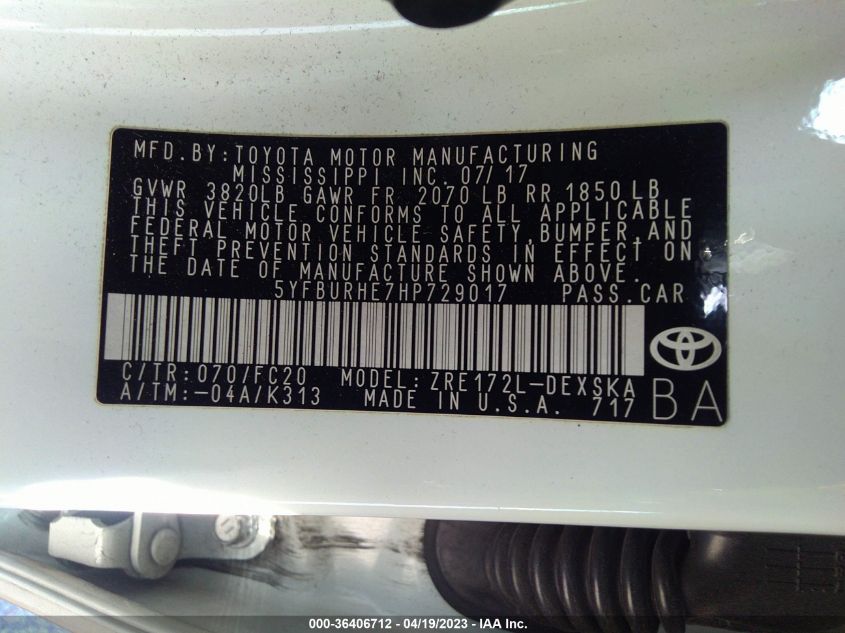 MFD.BY:TOYOTA MOTOR MANUFACTURING
MISSISSIPPI INC. 07/17
GVWR 3820LB GAWR FR 2070 LB RR 1850 LB
THIS VEHICLE CONFORMS TO ALL APPLICABLE
FEDERAL MOTOR VEHICLE SAFETY,BUMPER,AND
THEFT PREVENTION STANDARDS IN EFFECT ON
THE DATE OF MANUFACTURE SHOWN ABOVE.
5YFBURHE7HP729017 PASS.CAR
C/TR:070/FC20 MODEL:ZRE172L-DEXSKA
A/TM:-04A/K313 MADE IN U.S.A. 717
BA
000-36406712 - 04/19/2023 - IAA Inc.